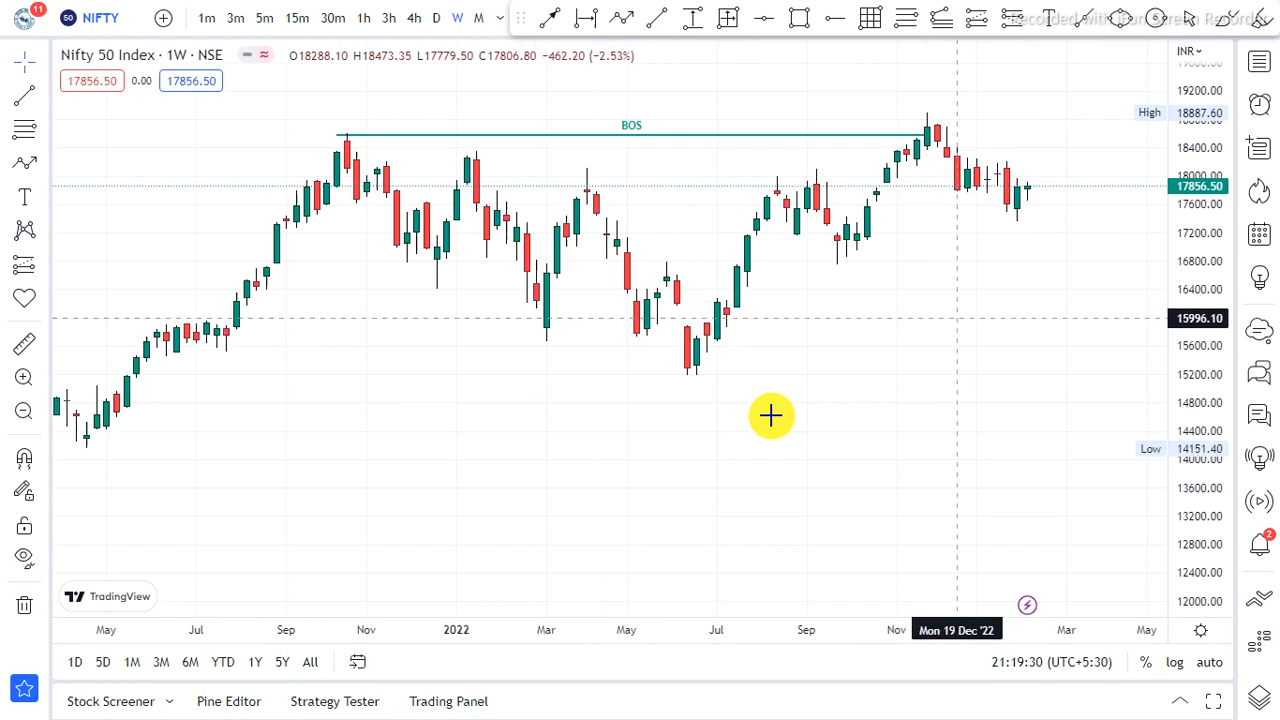 11
50 NIFTY 1m 3m 5m 15m 30m 1h 3h 4h D W M
Nifty 50 Index · 1W · NSE O18288.10 H18473.35 L17779.50 C17806.80 −462.20 (−2.53%)
INR
17856.50 0.00 17856.50
19600.00
19200.00
High 18887.60
BOS
18400.00
18000.00
17856.50
17600.00
17200.00
16800.00
16400.00
15996.10
15600.00
15200.00
14800.00
14400.00
Low 14151.40
14000.00
13600.00
13200.00
12800.00
2
12400.00
TradingView
12000.00
May Jul Sep Nov 2022 Mar May Jul Sep Nov Mon 19 Dec '22 Mar May
1D 5D 1M 3M 6M YTD 1Y 5Y All 21:19:30 (UTC+5:30) % log auto
Stock Screener Pine Editor Strategy Tester Trading Panel